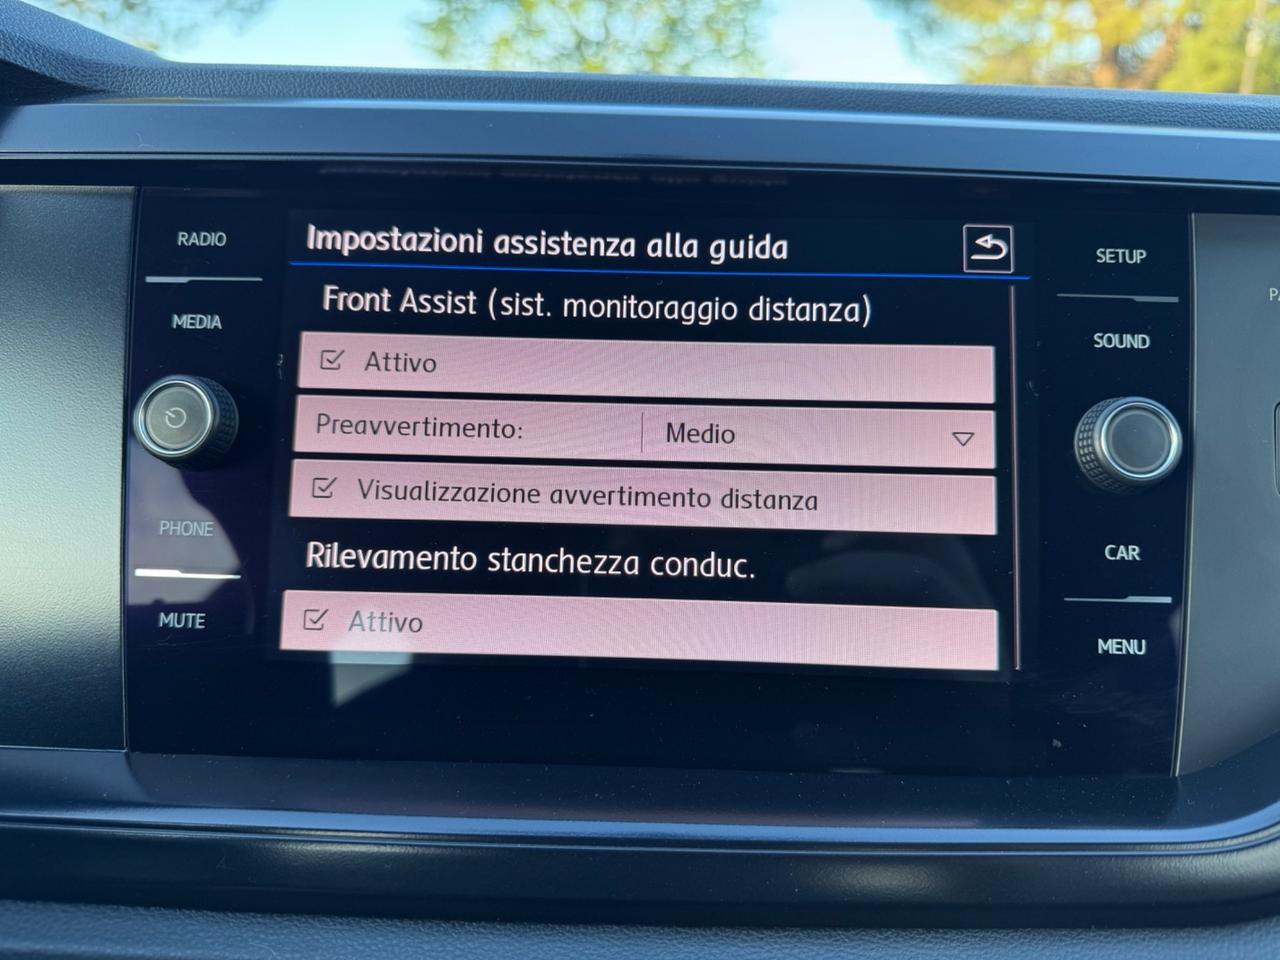 RADIO
MEDIA
PHONE
MUTE
Impostazioni assistenza alla guida
Front Assist (sist. monitoraggio distanza)
Attivo
Preavvertimento: Medio
Visualizzazione avvertimento distanza
Rilevamento stanchezza conduc.
Attivo
SETUP
SOUND
CAR
MENU